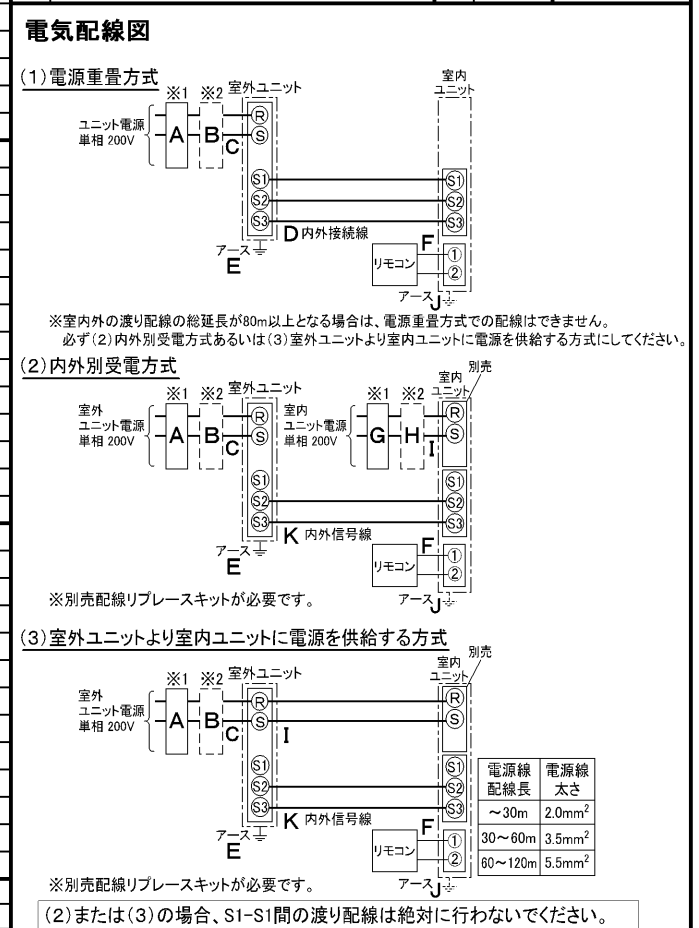 電気配線図
(1)電源重畳方式
※1 ※2 室外ユニット
室内
ユニット
ユニット電源
単相 200V
A B C
R
S
S1 S1
S2 S2
S3 S3
D 内外接続線
アース
E
F
リモコン
①
②
アース J
※室内外の渡り配線の総延長が80m以上となる場合は、電源重畳方式での配線はできません。
必ず(2)内外別受電方式あるいは(3)室外ユニットより室内ユニットに電源を供給する方式にしてください。
(2)内外別受電方式
※1 ※2 室外ユニット
※1 ※2
室内
ユニット
別売
室外
ユニット電源
単相 200V
A B C
R
S
室内
ユニット電源
単相 200V
G H I
R
S
S1 S1
S2 S2
S3 S3
K 内外信号線
アース
E
F
リモコン
①
②
アース J
※別売配線リプレースキットが必要です。
(3)室外ユニットより室内ユニットに電源を供給する方式
※1 ※2 室外ユニット
室内
ユニット
別売
室外
ユニット電源
単相 200V
A B C
R R
S S
I
S1 S1
S2 S2
S3 S3
K 内外信号線
アース
E
F
リモコン
①
②
アース J
電源線配線長 電源線太さ
～30m 2.0mm²
30～60m 3.5mm²
60～120m 5.5mm²
※別売配線リプレースキットが必要です。
(2)または(3)の場合、S1-S1間の渡り配線は絶対に行わないでください。